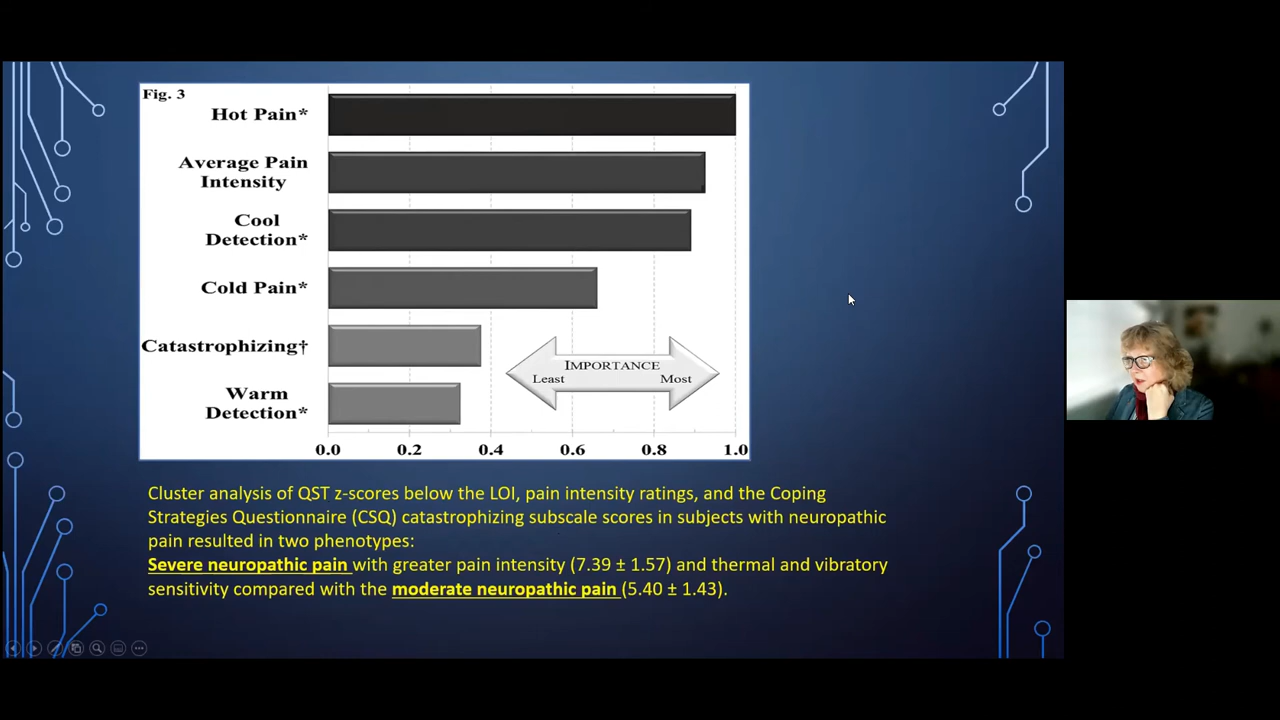 Fig. 3
Hot Pain*
Average Pain
Intensity
Cool
Detection*
Cold Pain*
Catastrophizing†
IMPORTANCE
Least
Most
Warm
Detection*
0.0
0.2
0.4
0.6
0.8
1.0
Cluster analysis of QST z-scores below the LOI, pain intensity ratings, and the Coping
Strategies Questionnaire (CSQ) catastrophizing subscale scores in subjects with neuropathic
pain resulted in two phenotypes:
Severe neuropathic pain with greater pain intensity (7.39 ± 1.57) and thermal and vibratory
sensitivity compared with the moderate neuropathic pain (5.40 ± 1.43).